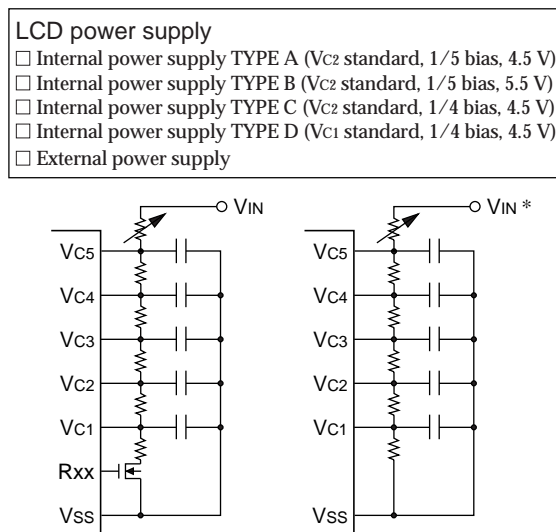 LCD power supply
□ Internal power supply TYPE A (VC2 standard, 1/5 bias, 4.5 V)
□ Internal power supply TYPE B (VC2 standard, 1/5 bias, 5.5 V)
□ Internal power supply TYPE C (VC2 standard, 1/4 bias, 4.5 V)
□ Internal power supply TYPE D (VC1 standard, 1/4 bias, 4.5 V)
□ External power supply
VIN
VC5
VC4
VC3
VC2
VC1
Rxx
VSS
VIN *
VC5
VC4
VC3
VC2
VC1
VSS